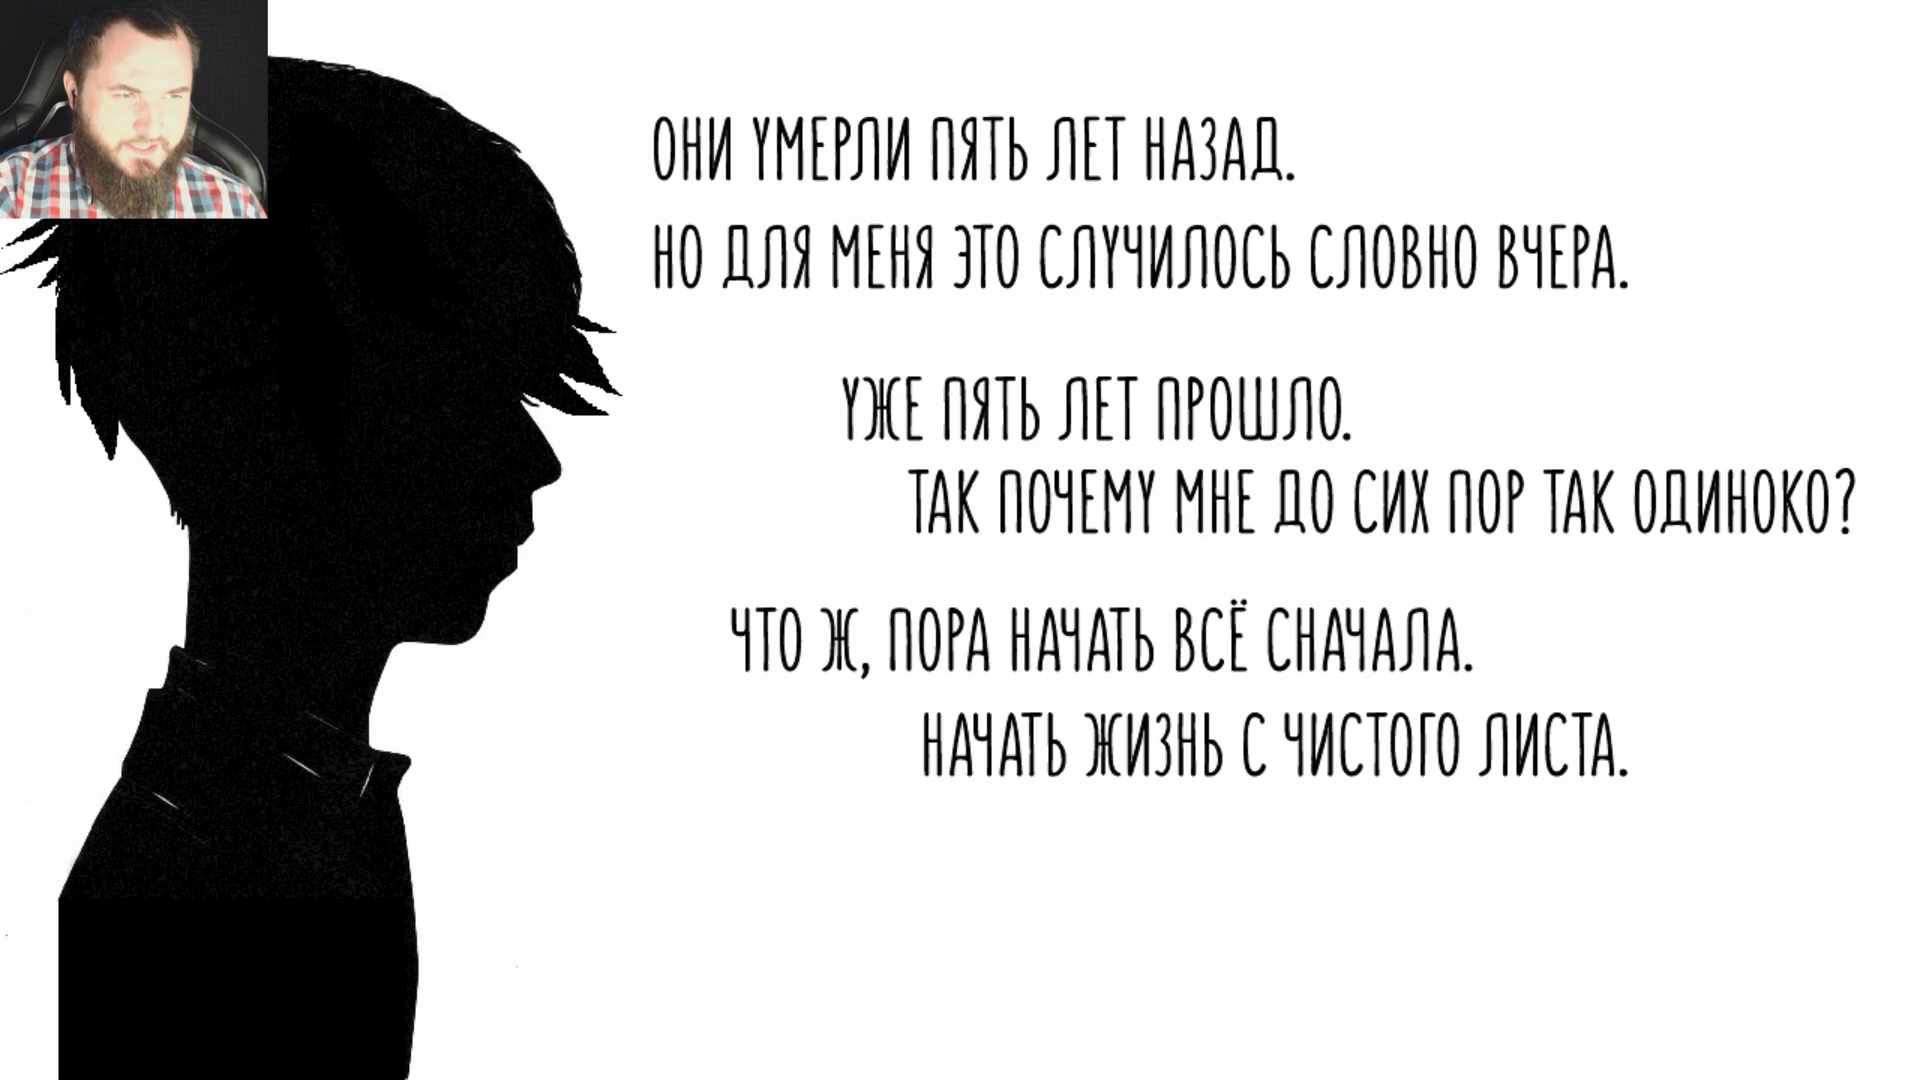 ОНИ УМЕРЛИ ПЯТЬ ЛЕТ НАЗАД.
НО ДЛЯ МЕНЯ ЭТО СЛУЧИЛОСЬ СЛОВНО ВЧЕРА.
УЖЕ ПЯТЬ ЛЕТ ПРОШЛО.
ТАК ПОЧЕМУ МНЕ ДО СИХ ПОР ТАК ОДИНОКО?
ЧТО Ж, ПОРА НАЧАТЬ ВСЁ СНАЧАЛА.
НАЧАТЬ ЖИЗНЬ С ЧИСТОГО ЛИСТА.